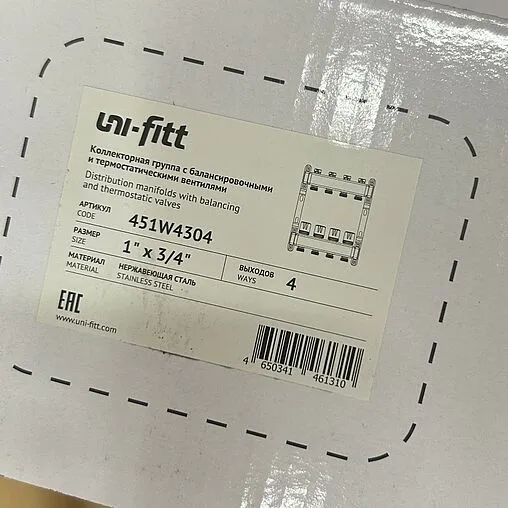 uni-fitt
Коллекторная группа с балансировочными
и термостатическими вентилями
Distribution manifolds with balancing
and thermostatic valves
АРТИКУЛ
CODE
451W4304
РАЗМЕР
SIZE
1" x 3/4"
ВЫХОДОВ
WAYS
4
МАТЕРИАЛ
MATERIAL
НЕРЖАВЕЮЩАЯ СТАЛЬ
STAINLESS STEEL
EAC
www.uni-fitt.com
4 650341 461310